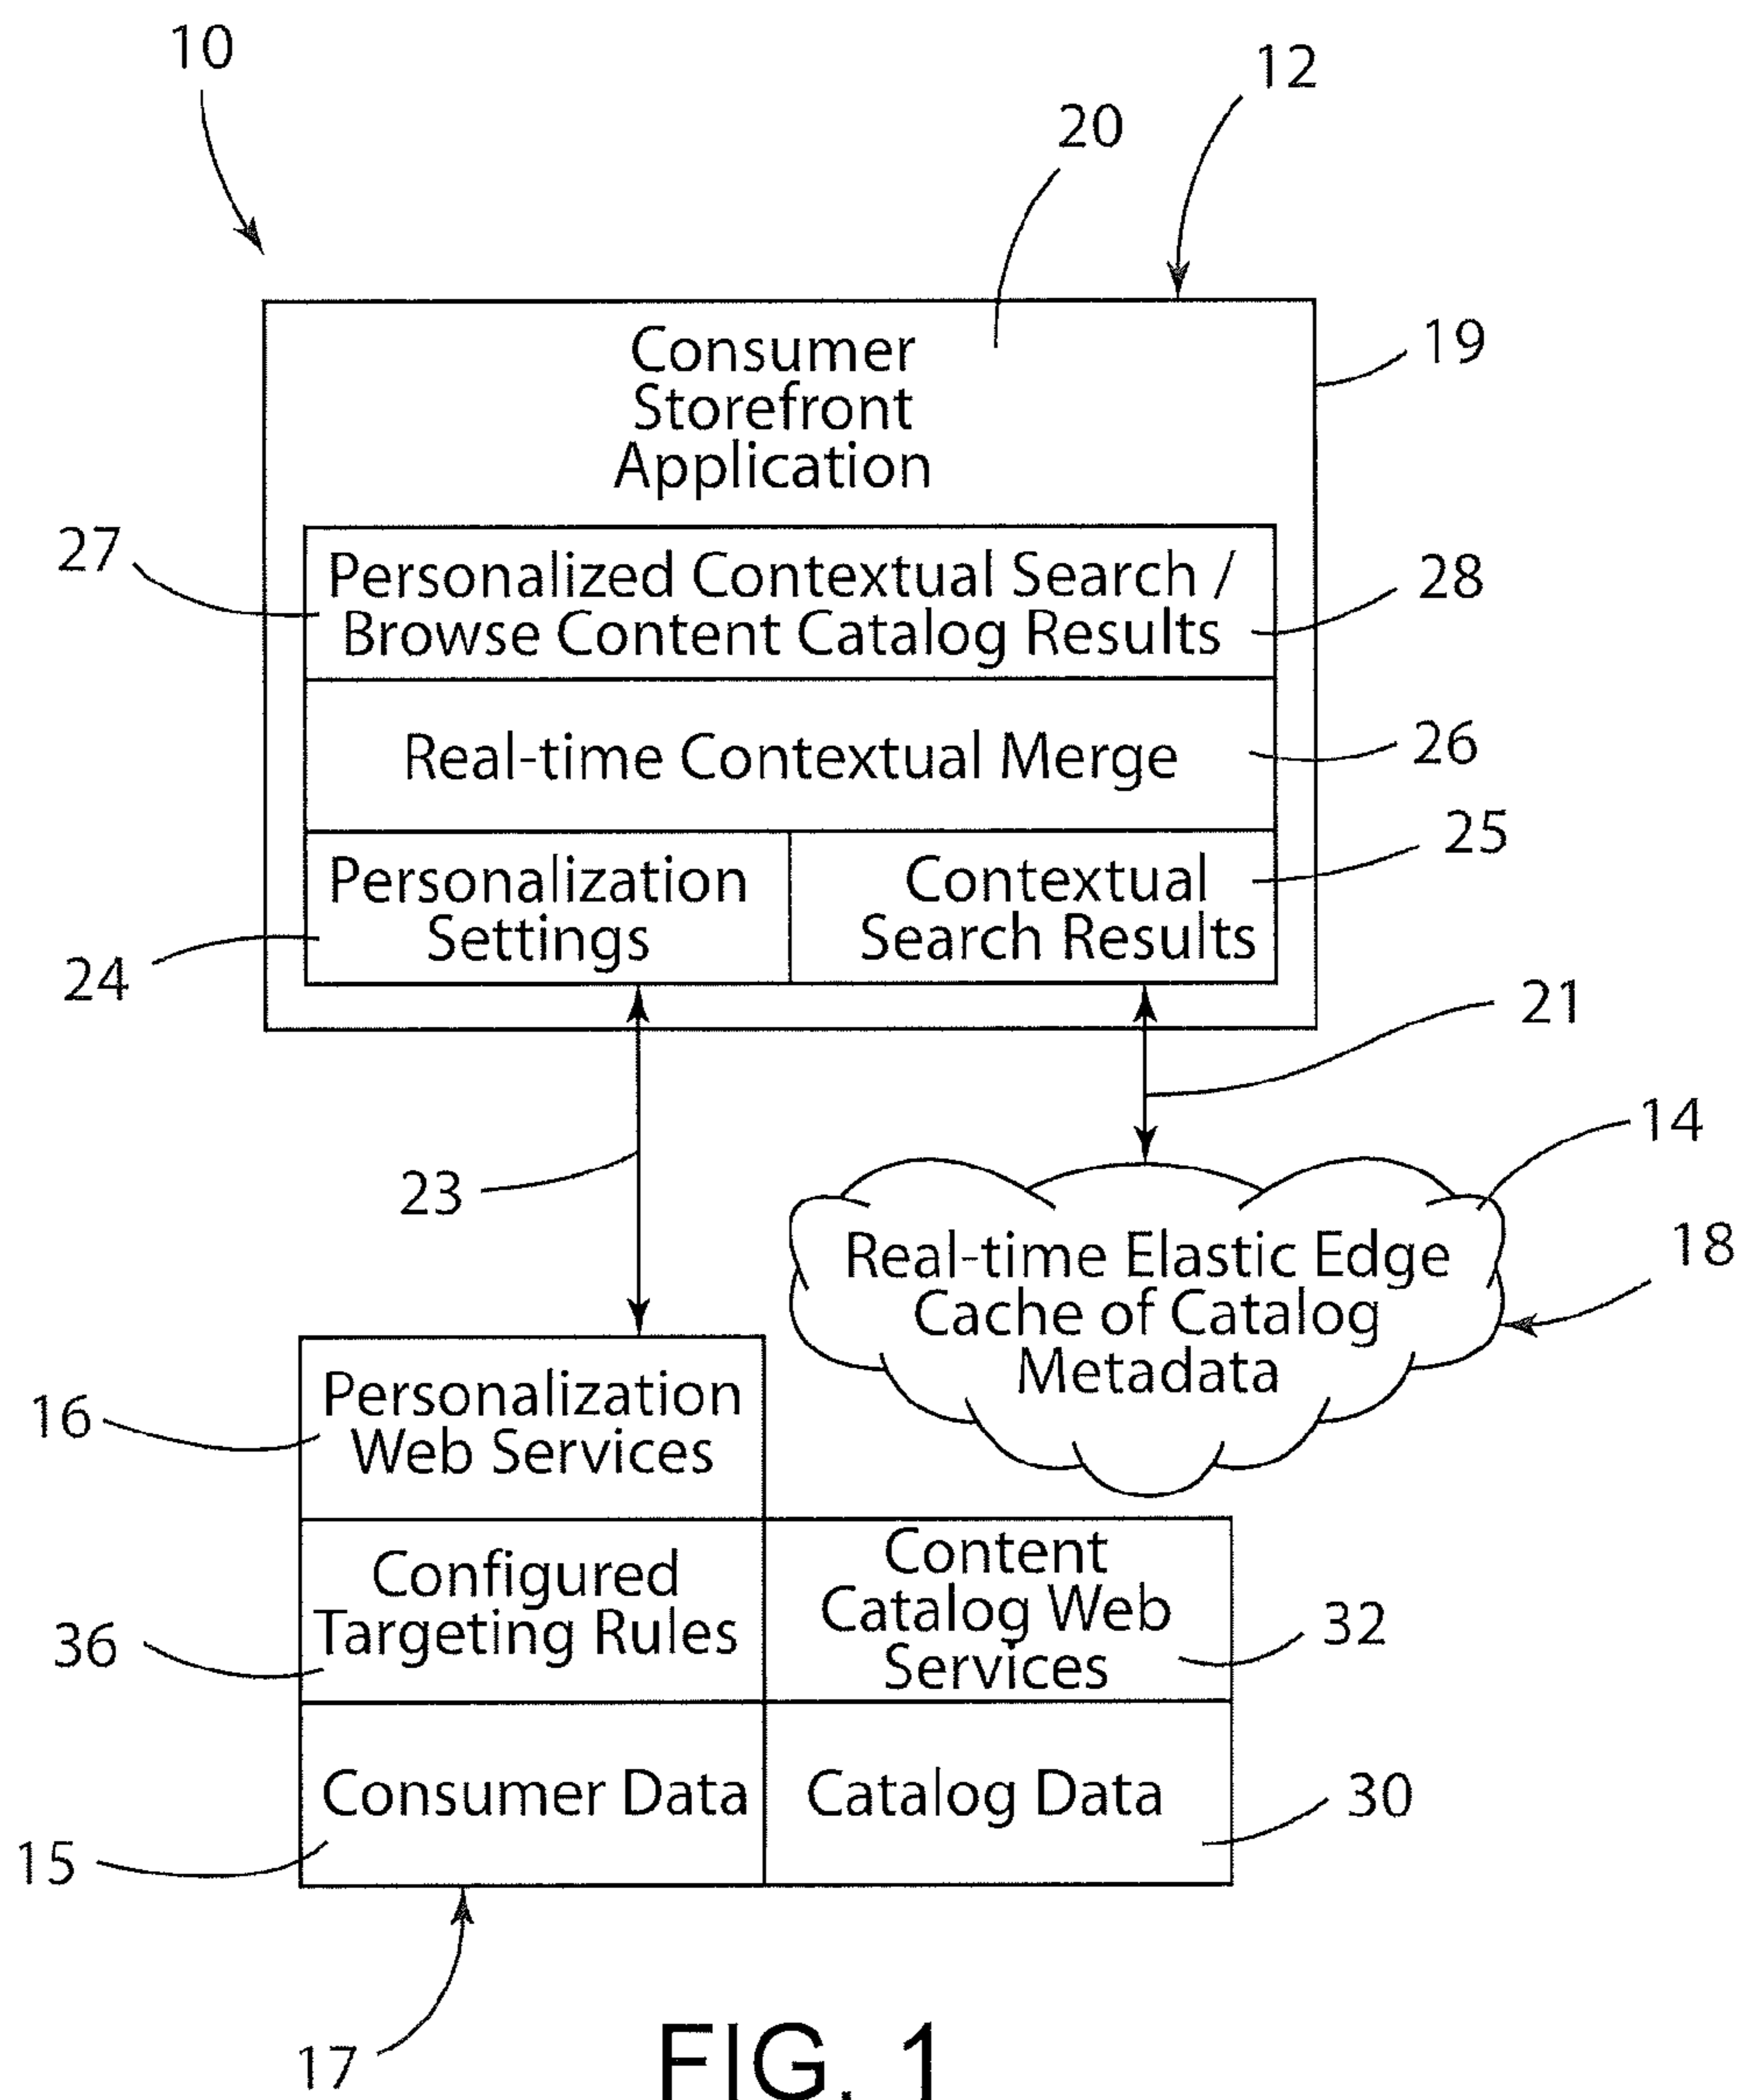 10
12
20
Consumer
Storefront
Application
19
27
Personalized Contextual Search /
Browse Content Catalog Results
28
Real-time Contextual Merge
26
25
Personalization
Settings
Contextual
Search Results
24
21
23
14
18
Real-time Elastic Edge
Cache of Catalog
Metadata
16
Personalization
Web Services
Configured
Targeting Rules
Content
Catalog Web
Services
36
32
Consumer Data
Catalog Data
30
15
17
FIG. 1